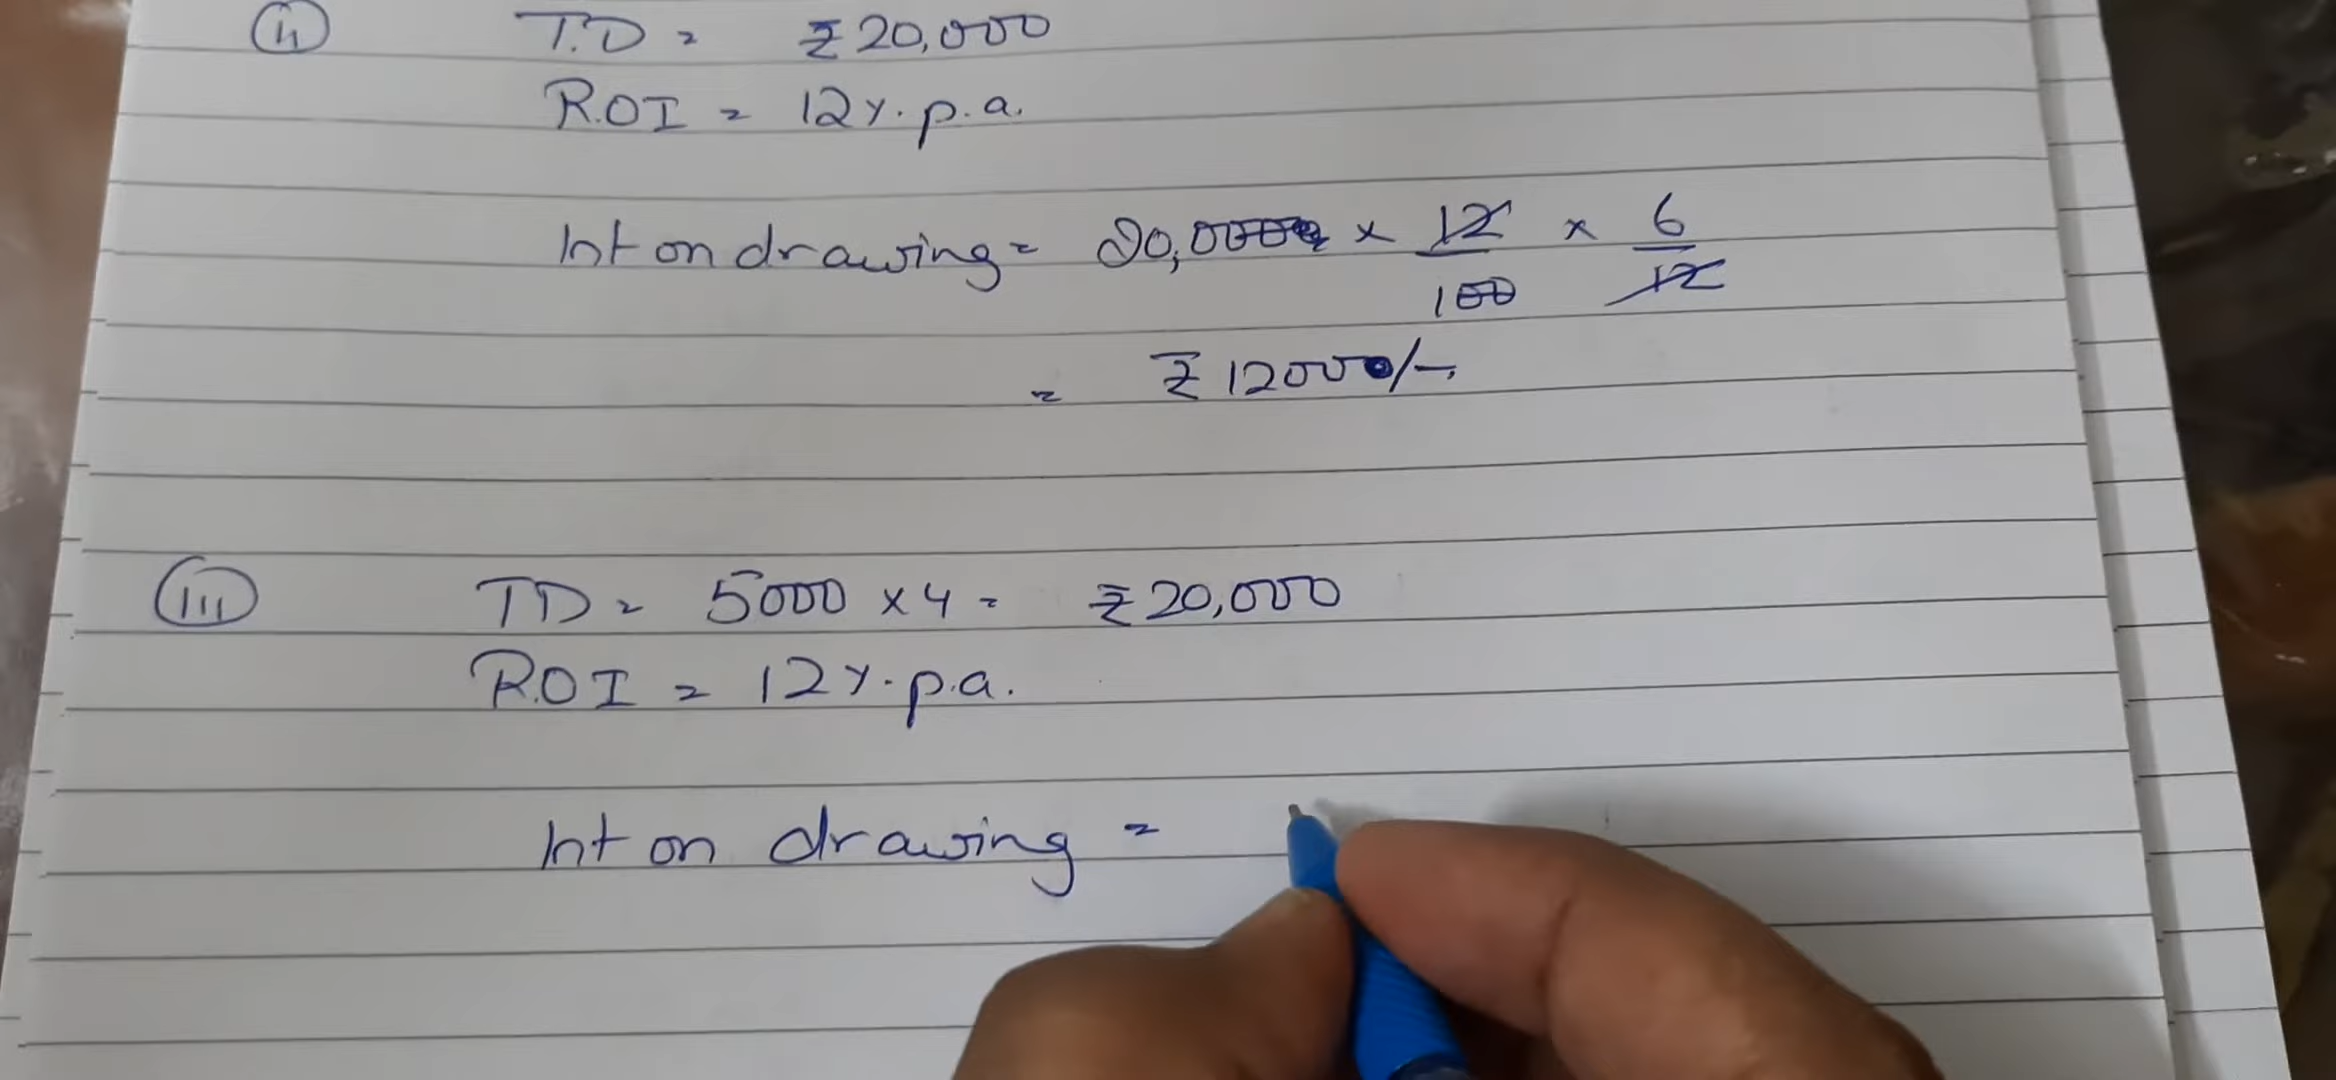 (ii) T.D = ₹20,000
ROI = 12%.p.a.
Int on drawing = 20,000 × 12/100 × 6/12
= ₹1200/-
(iii) TD = 5000 × 4 = ₹20,000
R.O.I = 12%.p.a.
Int on drawing =